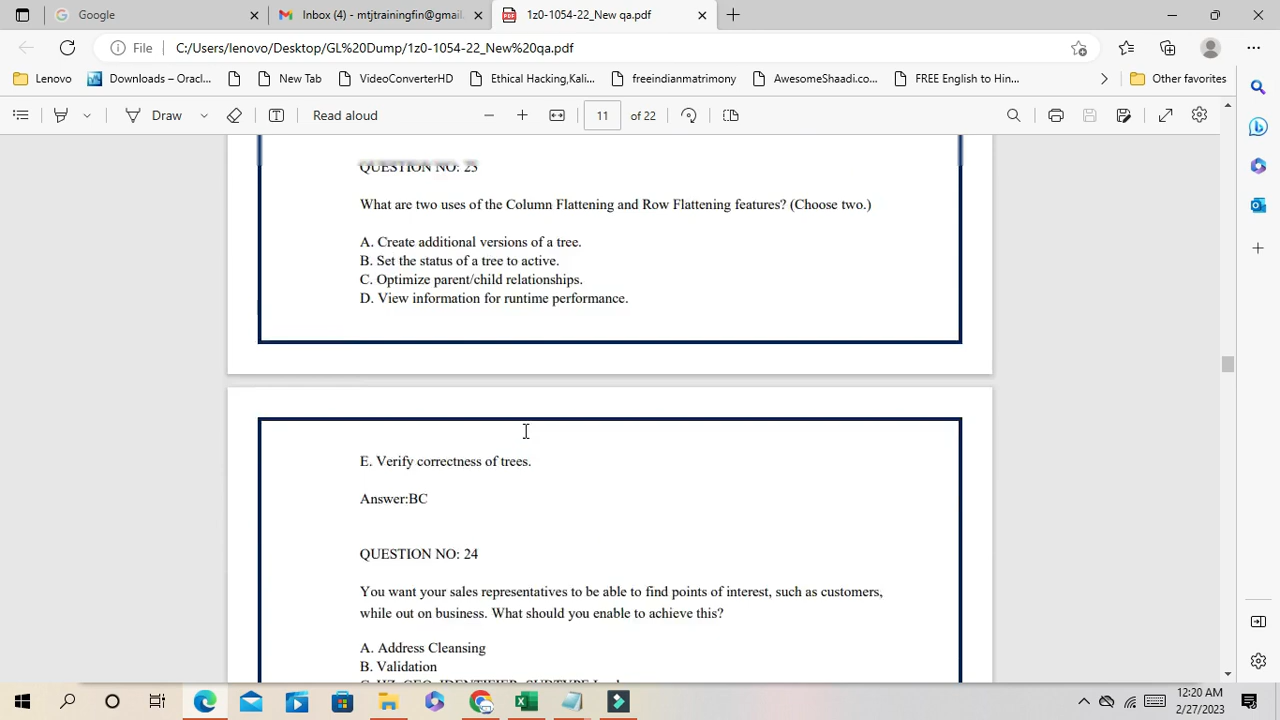 Google
Inbox (4) - mtjtrainingfin@gmail.
1z0-1054-22_New qa.pdf
File
C:/Users/lenovo/Desktop/GL%20Dump/1z0-1054-22_New%20qa.pdf
Lenovo
Downloads – Oracl...
New Tab
VideoConverterHD
Ethical Hacking,Kali...
freeindianmatrimony
AwesomeShaadi.co...
FREE English to Hin...
Other favorites
Draw
Read aloud
11
of 22
QUESTION NO: 25
What are two uses of the Column Flattening and Row Flattening features? (Choose two.)
A. Create additional versions of a tree.
B. Set the status of a tree to active.
C. Optimize parent/child relationships.
D. View information for runtime performance.
E. Verify correctness of trees.
Answer:BC
QUESTION NO: 24
You want your sales representatives to be able to find points of interest, such as customers,
while out on business. What should you enable to achieve this?
A. Address Cleansing
B. Validation
12:20 AM
2/27/2023